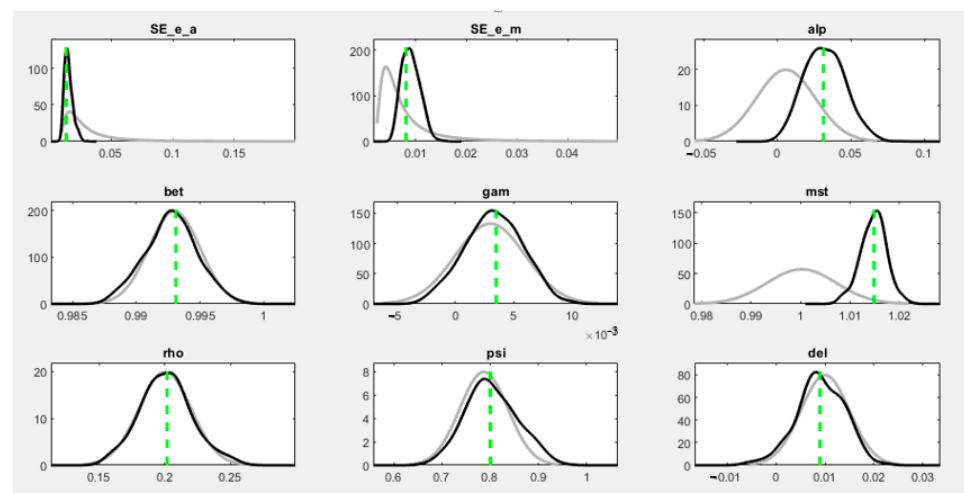 SE_e_a SE_e_m alp
100 50 0 0.05 0.1 0.15
200 100 0 0.01 0.02 0.03 0.04
20 10 0 -0.05 0 0.05 0.1
bet gam mst
200 100 0 0.985 0.99 0.995 1
150 100 50 0 -5 0 5 10
×10⁻³
150 100 50 0 0.98 0.99 1 1.01 1.02
rho psi del
20 10 0 0.15 0.2 0.25
8 6 4 2 0 0.6 0.7 0.8 0.9 1
80 60 40 20 0 -0.01 0 0.01 0.02 0.03